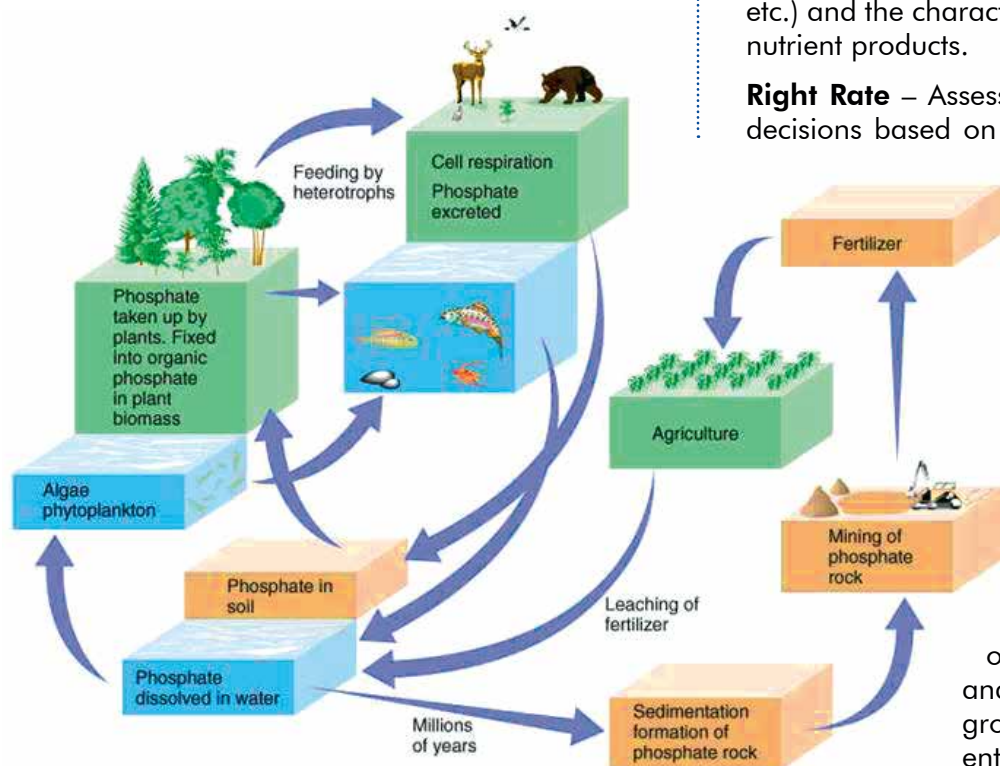 etc.) and the charact
nutrient products.
Right Rate – Assess
decisions based on
Feeding by
heterotrophs
Cell respiration
Phosphate
excreted
Phosphate
taken up by
plants. Fixed
into organic
phosphate
in plant
biomass
Fertilizer
Agriculture
Algae
phytoplankton
Mining of
phosphate
rock
Phosphate in
soil
Leaching of
fertilizer
Phosphate
dissolved in water
Millions
of years
Sedimentation
formation of
phosphate rock
o
and
gro
ent